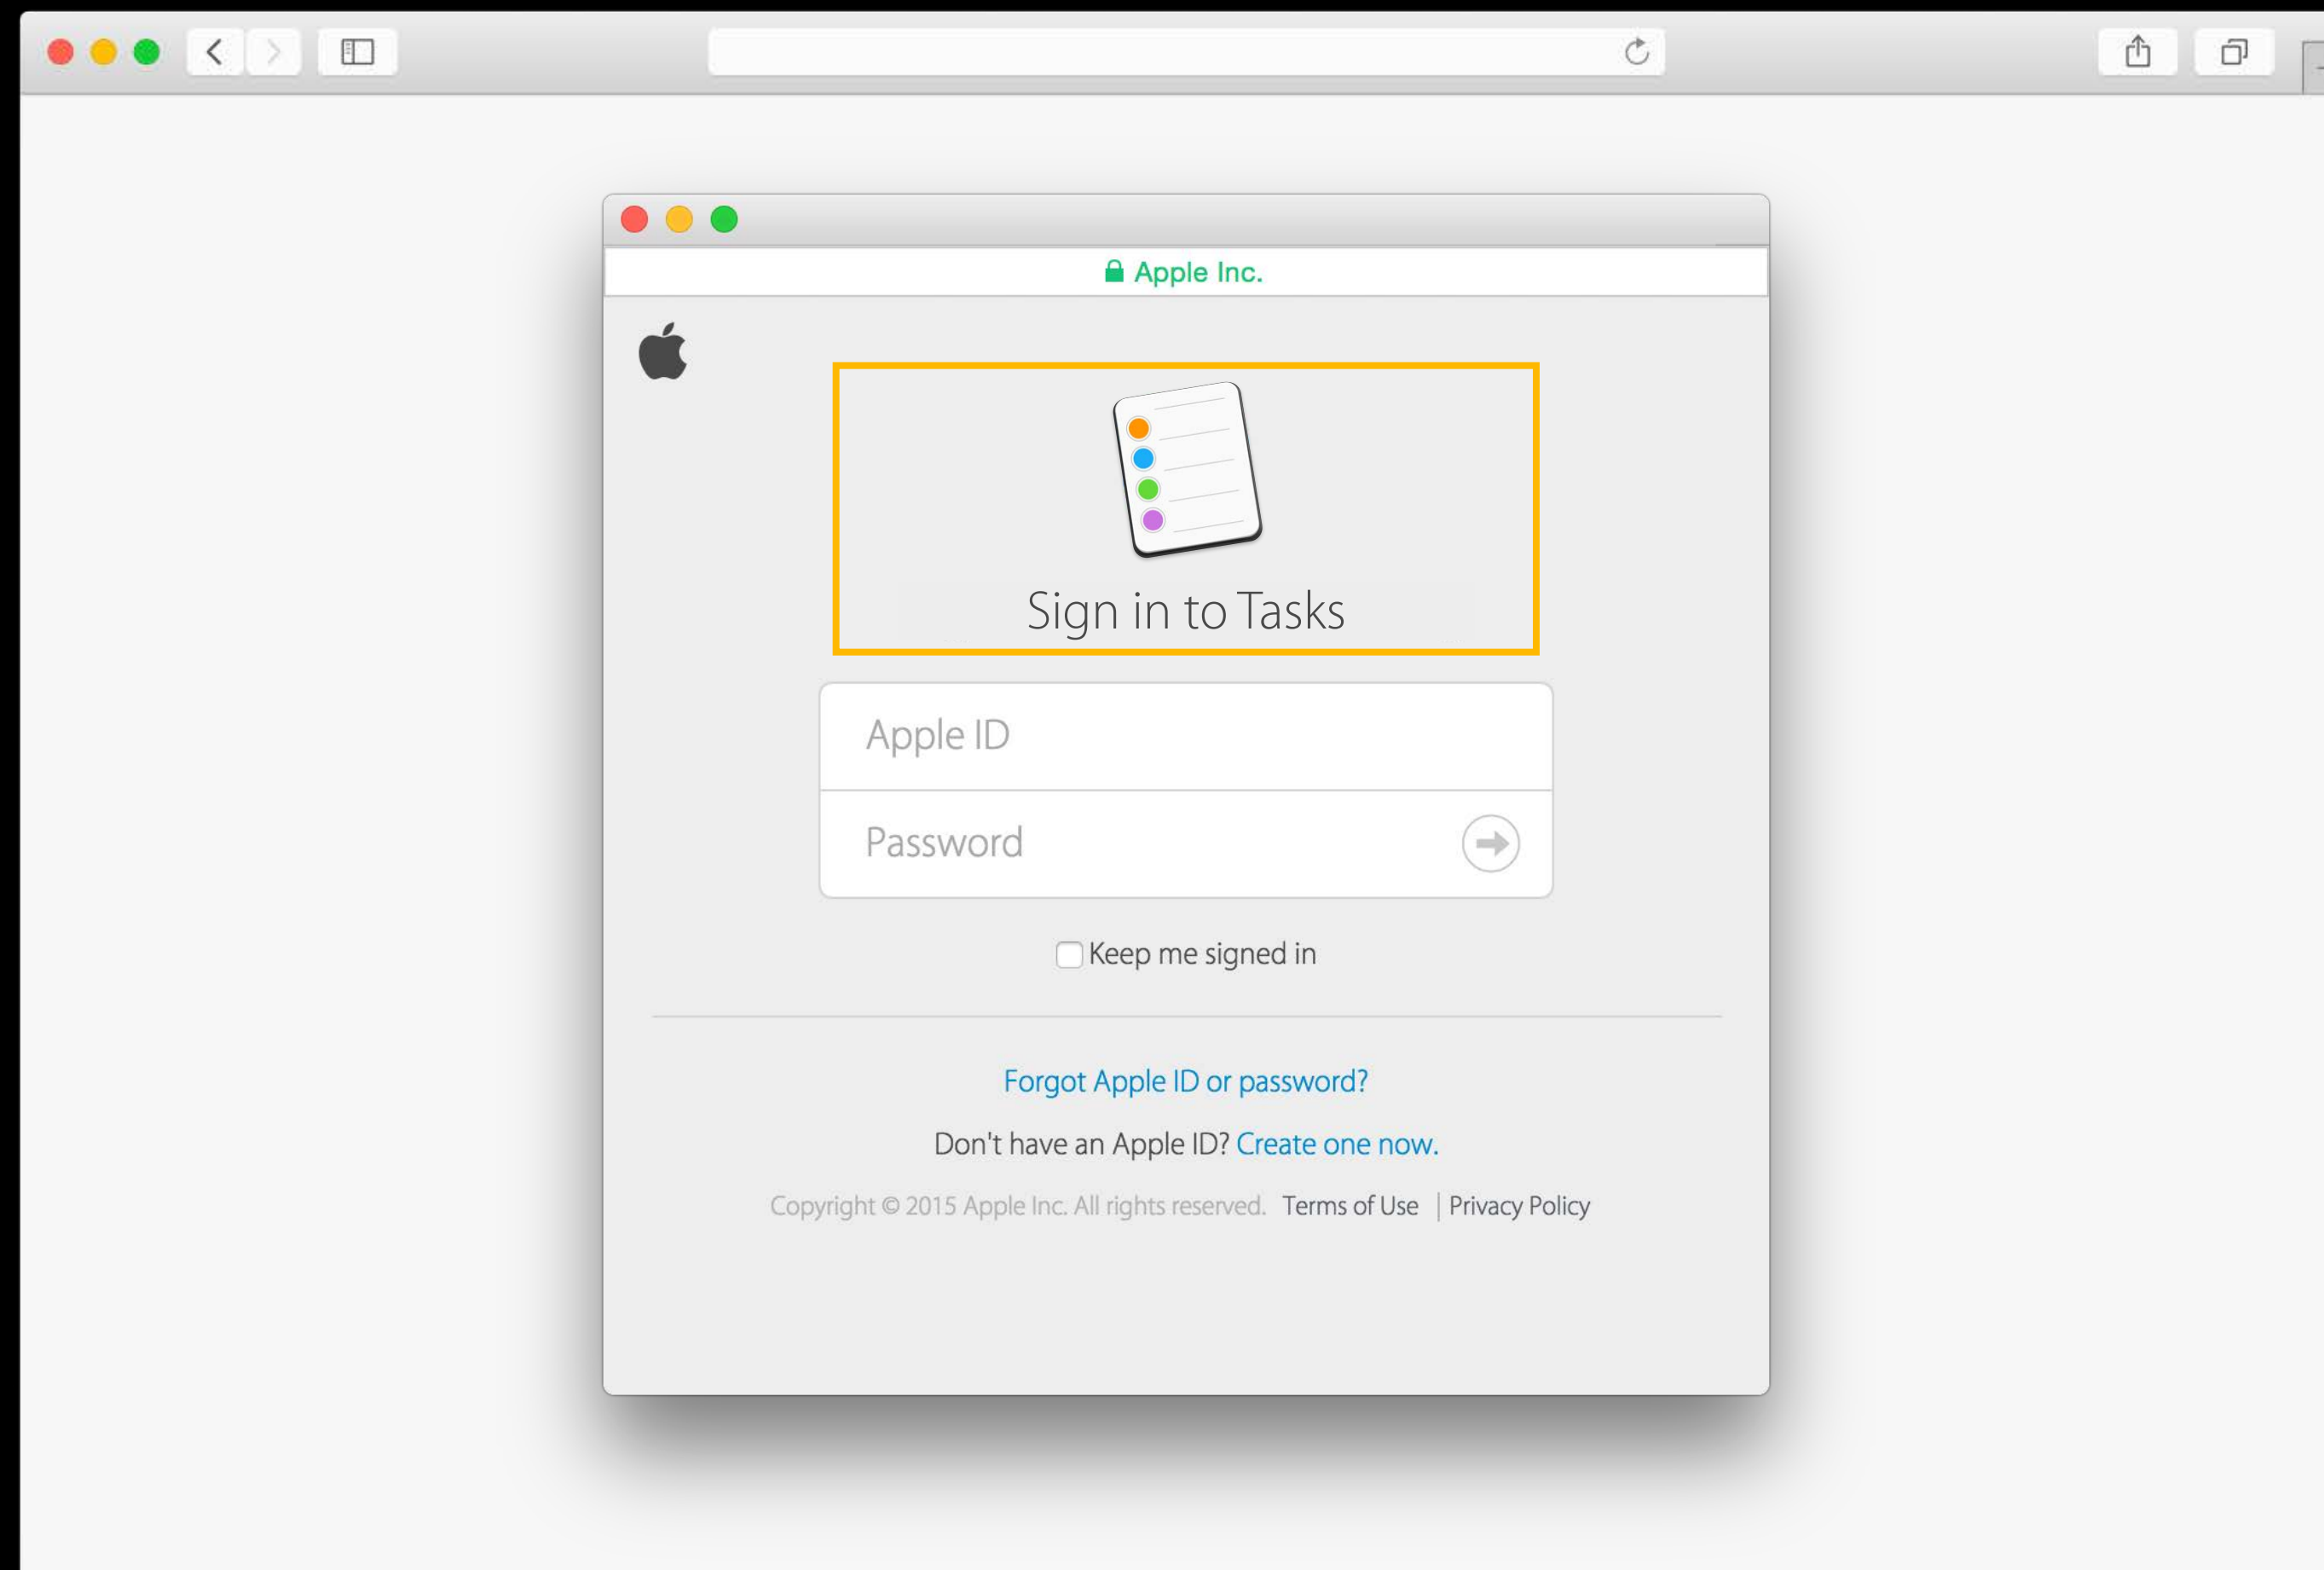 Apple Inc.
Sign in to Tasks
Apple ID
Password
Keep me signed in
Forgot Apple ID or password?
Don't have an Apple ID? Create one now.
Copyright © 2015 Apple Inc. All rights reserved. Terms of Use | Privacy Policy